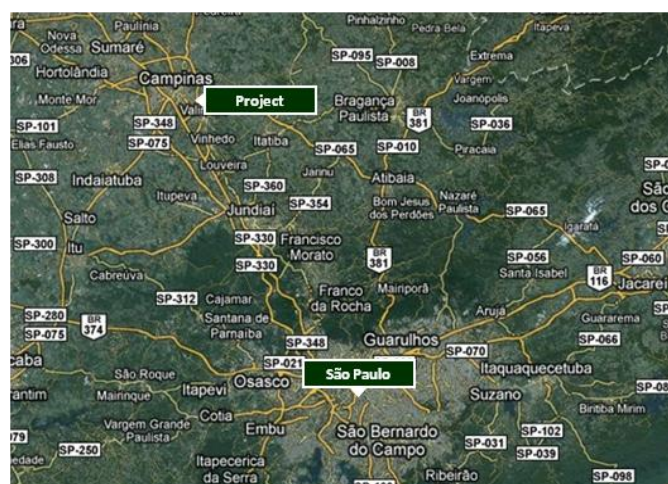 Paulínia
Pinhalzinho
Pedra Bela
Itapeva
Nova
Odessa
Sumaré
SP-095
SP-008
Extrema
306
Hortolândia
Campinas
Vargem
Monte Mor
Project
Bragança
Paulista
Joanópolis
BR
381
SP-036
SP-101
SP-348
Vinhedo
Itatiba
SP-075
SP-065
SP-010
Piracaia
Elias Fausto
Louveira
Jarinu
SP-308
Indaiatuba
Itupeva
SP-360
Atibaia
SP-354
Bom Jesus
dos Perdões
Nazaré
Paulista
SP-065
Salto
Jundiaí
Igaratá
SP-300
Itu
SP-330
Francisco
Morato
BR
381
SP-056
SP-060
SP-330
Santa Isabel
BR
116
Cabreúva
Jacareí
SP-312
Cajamar
Franco
da Rocha
Mairiporã
SP-280
Santana de
Parnaíba
Arujá
Guararema
SP-075
BR
374
SP-348
Guarulhos
SP-066
SP-021
SP-070
São Roque
Itapevi
Osasco
São Paulo
Itaquaquecetuba
Mairinque
Suzano
Cotia
Biritiba Mirim
Vargem Grande
Paulista
Embu
São Bernardo
do Campo
SP-102
SP-250
SP-031
SP-039
Itapecerica
da Serra
Ribeirão
SP-098